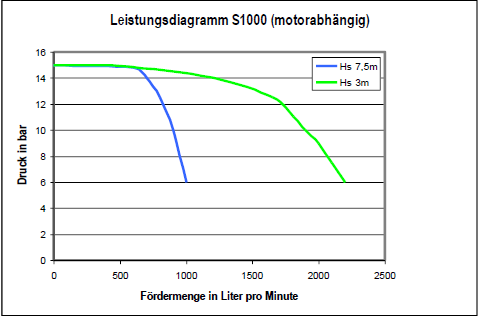 Leistungsdiagramm S1000 (motorabhängig)
Hs 7,5m
Hs 3m
16
14
12
10
8
6
4
2
0
Druck in bar
0 500 1000 1500 2000 2500
Fördermenge in Liter pro Minute